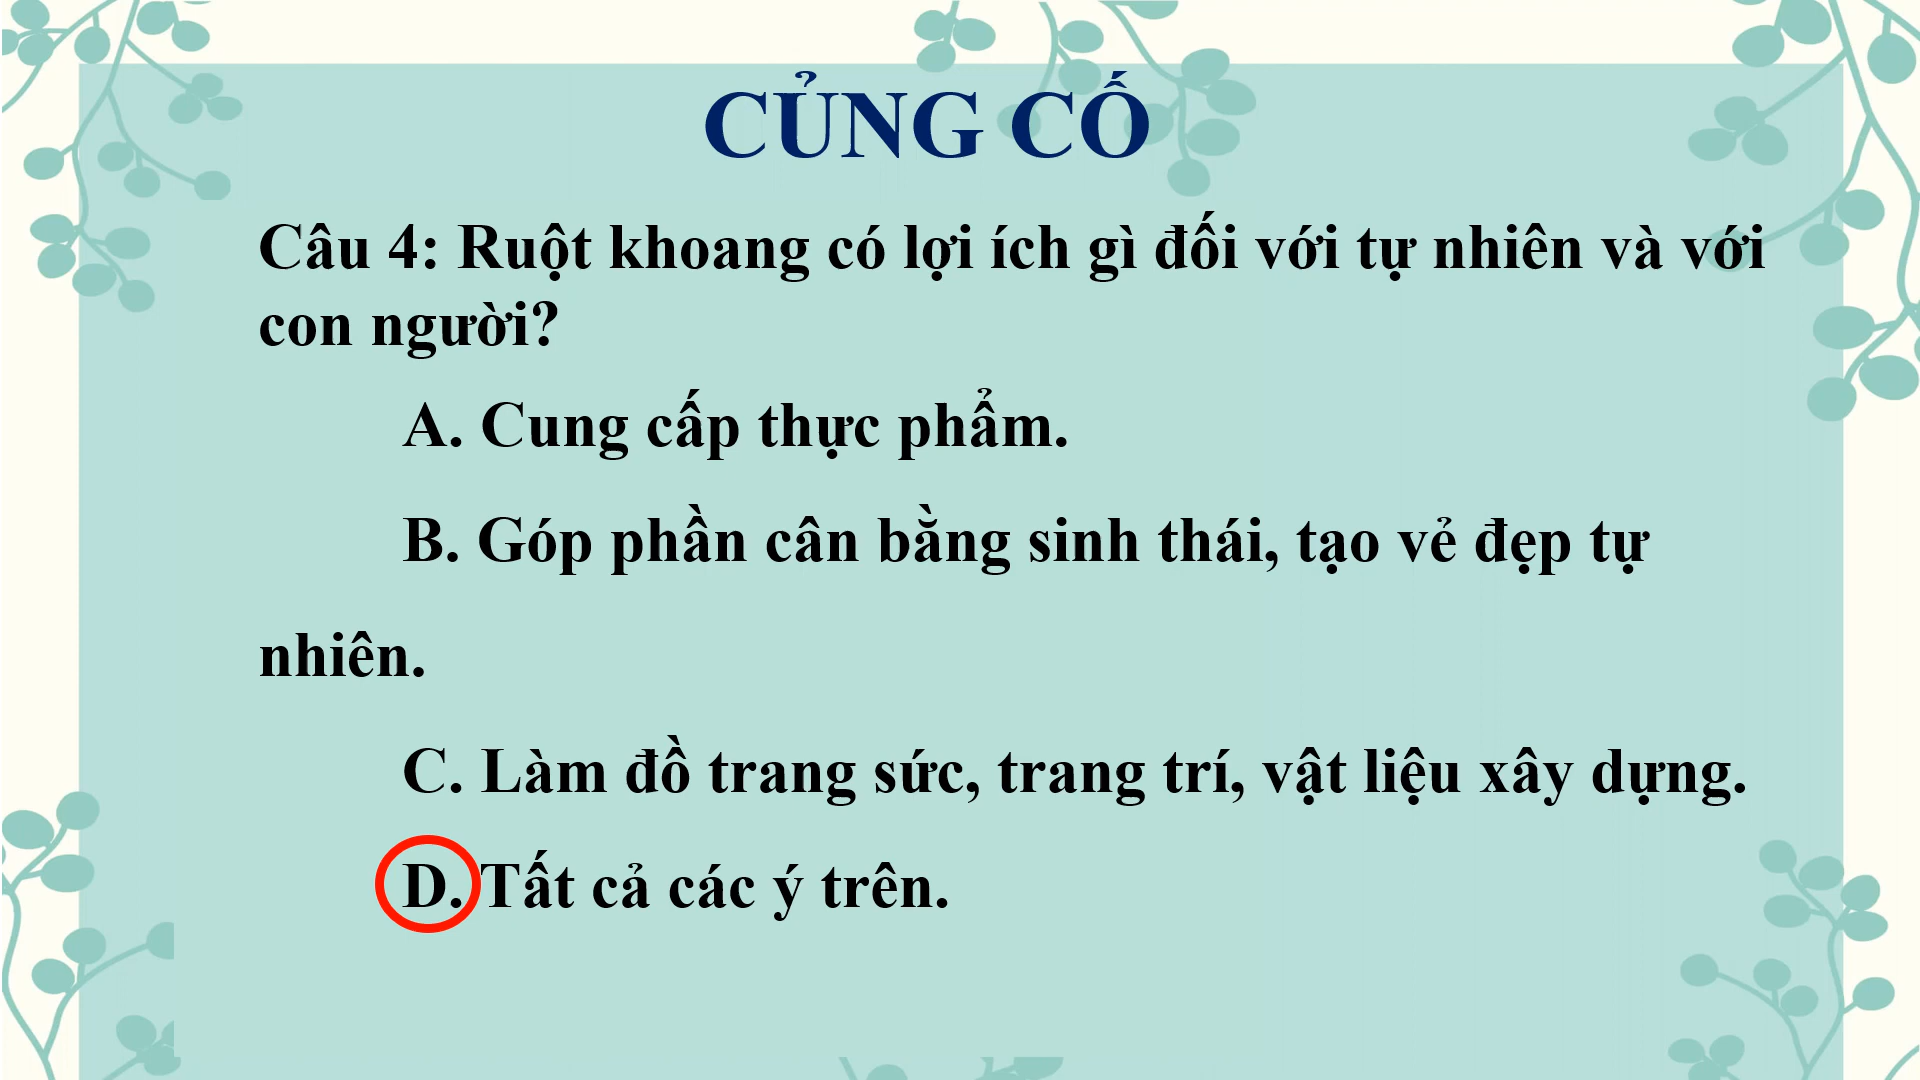 CỦNG CỐ
Câu 4: Ruột khoang có lợi ích gì đối với tự nhiên và với
con người?
A. Cung cấp thực phẩm.
B. Góp phần cân bằng sinh thái, tạo vẻ đẹp tự
nhiên.
C. Làm đồ trang sức, trang trí, vật liệu xây dựng.
D. Tất cả các ý trên.